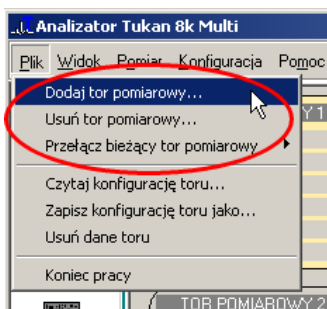 Analizator Tukan 8k Multi
Plik Widok Pomiar Konfiguracja Pomoc
Dodaj tor pomiarowy...
Usuń tor pomiarowy...
Przełącz bieżący tor pomiarowy
Czytaj konfigurację toru...
Zapisz konfigurację toru jako...
Usuń dane toru
Koniec pracy
Y 1
TOR POMIAROWY 2